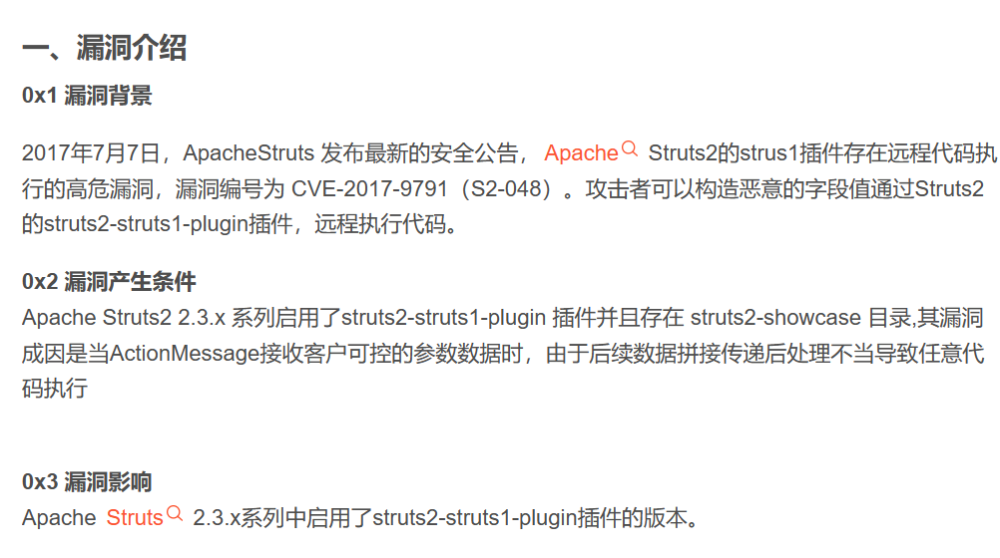 一、漏洞介绍
0x1 漏洞背景
2017年7月7日，ApacheStruts 发布最新的安全公告， Apache Struts2的strus1插件存在远程代码执
行的高危漏洞，漏洞编号为 CVE-2017-9791（S2-048）。攻击者可以构造恶意的字段值通过Struts2
的struts2-struts1-plugin插件，远程执行代码。
0x2 漏洞产生条件
Apache Struts2 2.3.x 系列启用了struts2-struts1-plugin 插件并且存在 struts2-showcase 目录,其漏洞
成因是当ActionMessage接收客户可控的参数数据时，由于后续数据拼接传递后处理不当导致任意代
码执行
0x3 漏洞影响
Apache Struts 2.3.x系列中启用了struts2-struts1-plugin插件的版本。